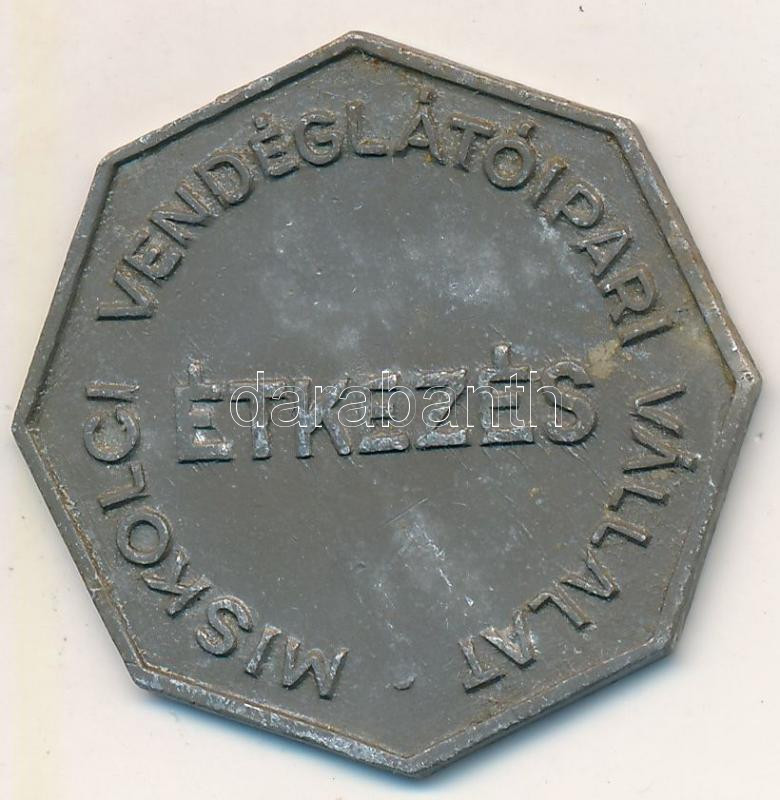 MISKOLCI VENDÉGLÁTÓIPARI VÁLLALAT ·
ÉTKEZÉS
darabanth